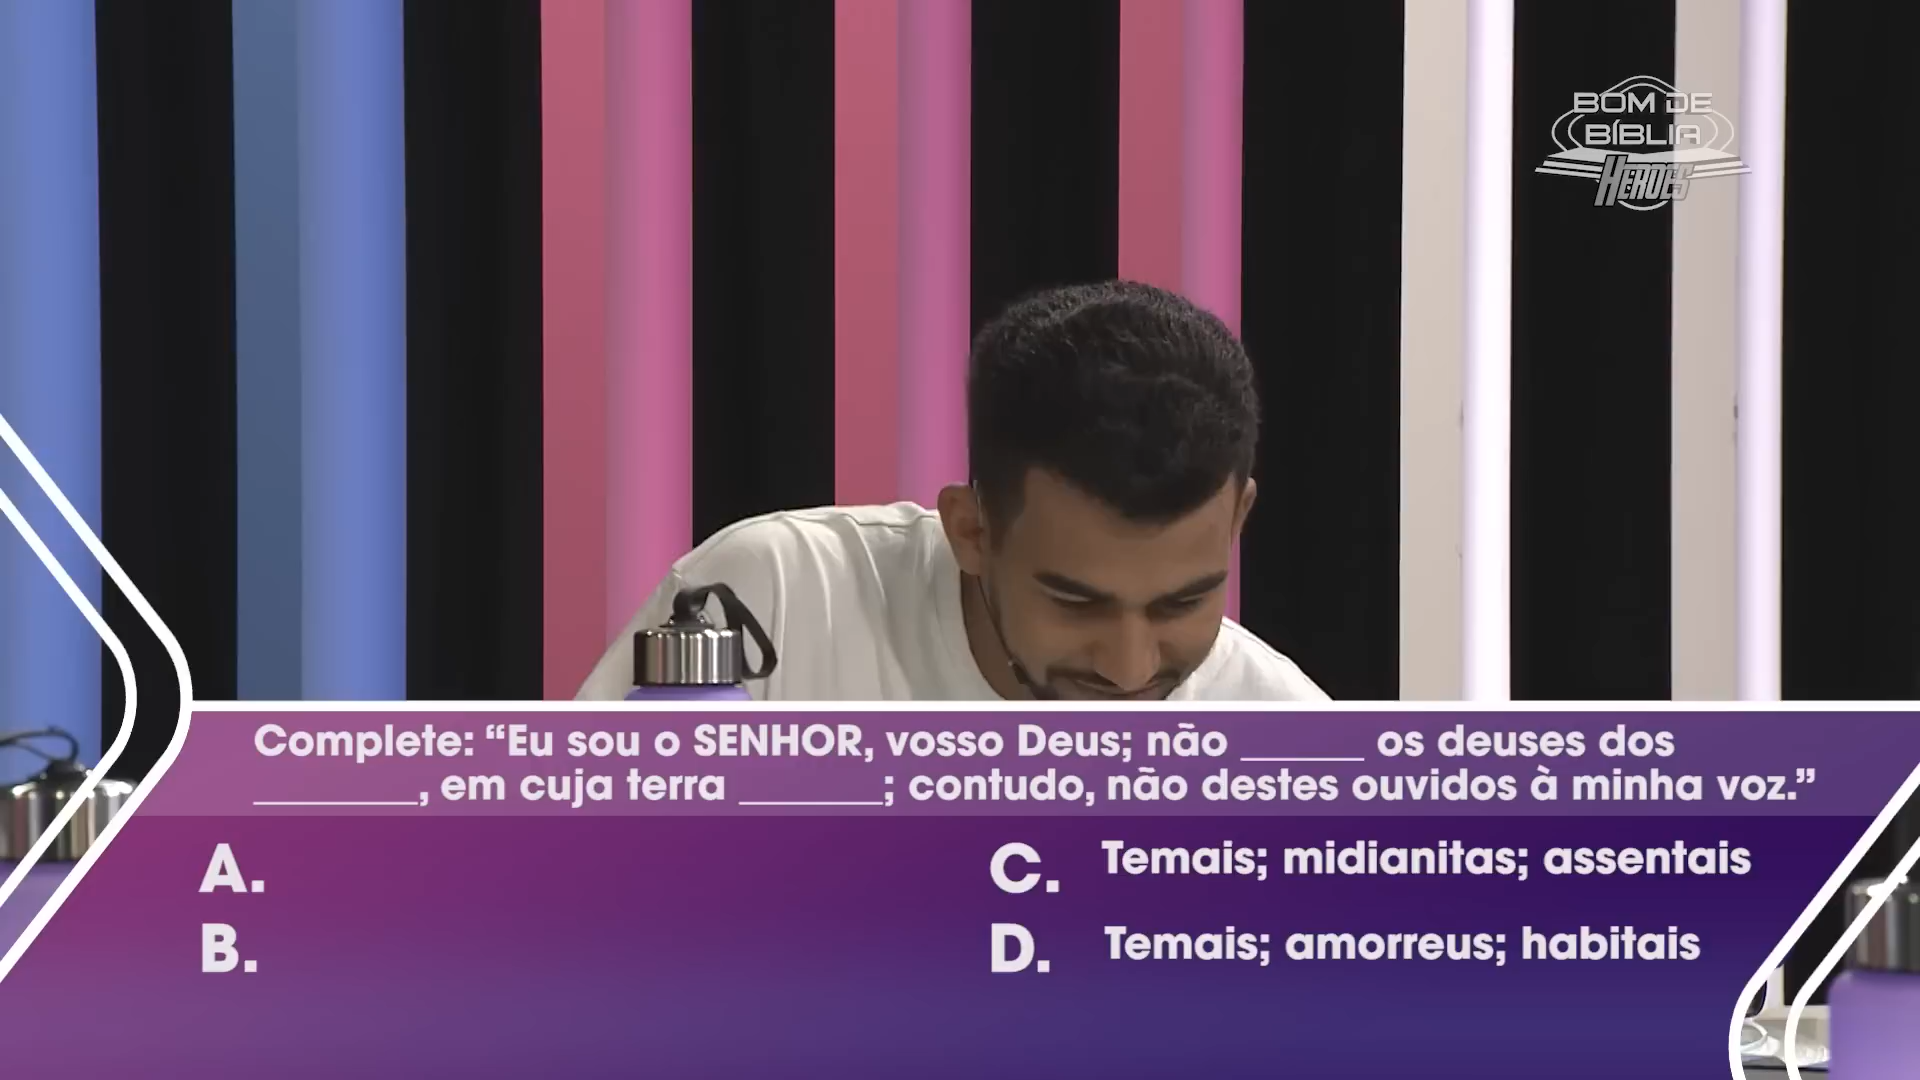 BOM DE
BÍBLIA
HEROES
Complete: “Eu sou o SENHOR, vosso Deus; não _____ os deuses dos
_______, em cuja terra ______; contudo, não destes ouvidos à minha voz.”
A.
B.
C. Temais; midianitas; assentais
D. Temais; amorreus; habitais